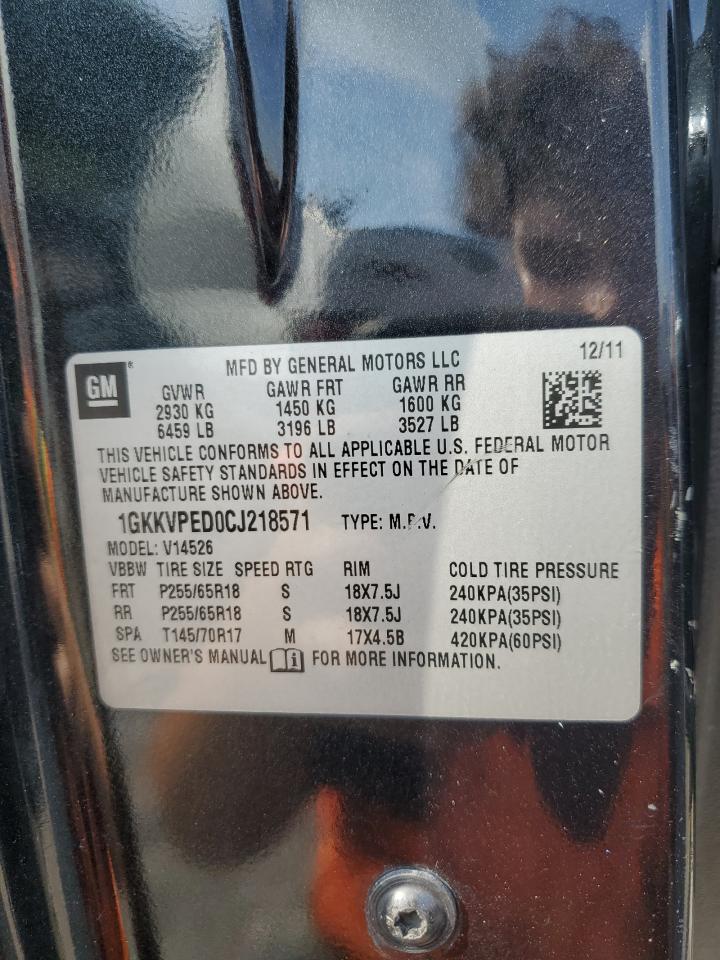 12/11
MFD BY GENERAL MOTORS LLC
GM®
GVWR GAWR FRT GAWR RR
2930 KG 1450 KG 1600 KG
6459 LB 3196 LB 3527 LB
THIS VEHICLE CONFORMS TO ALL APPLICABLE U.S. FEDERAL MOTOR
VEHICLE SAFETY STANDARDS IN EFFECT ON THE DATE OF
MANUFACTURE SHOWN ABOVE.
1GKKVPED0CJ218571 TYPE: M.P.V.
MODEL: V14526
VBBW TIRE SIZE SPEED RTG RIM COLD TIRE PRESSURE
FRT P255/65R18 S 18X7.5J 240KPA(35PSI)
RR P255/65R18 S 18X7.5J 240KPA(35PSI)
SPA T145/70R17 M 17X4.5B 420KPA(60PSI)
SEE OWNER'S MANUAL FOR MORE INFORMATION.